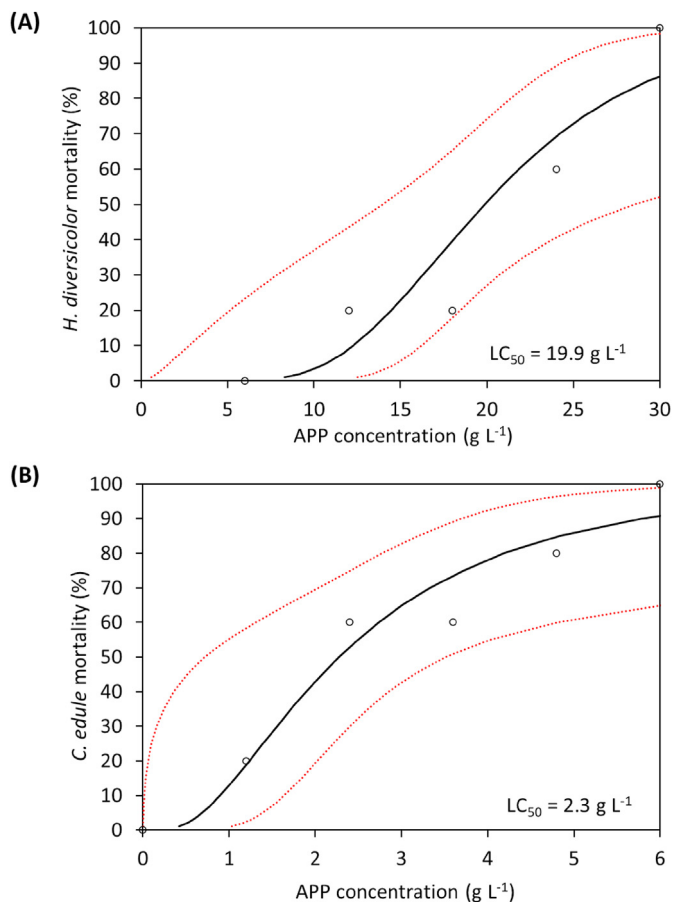 (A)
H. diversicolor mortality (%)
100
90
80
70
60
50
40
30
20
10
0
0 5 10 15 20 25 30
LC₅₀ = 19.9 g L⁻¹
APP concentration (g L⁻¹)
(B)
C. edule mortality (%)
100
90
80
70
60
50
40
30
20
10
0
0 1 2 3 4 5 6
LC₅₀ = 2.3 g L⁻¹
APP concentration (g L⁻¹)